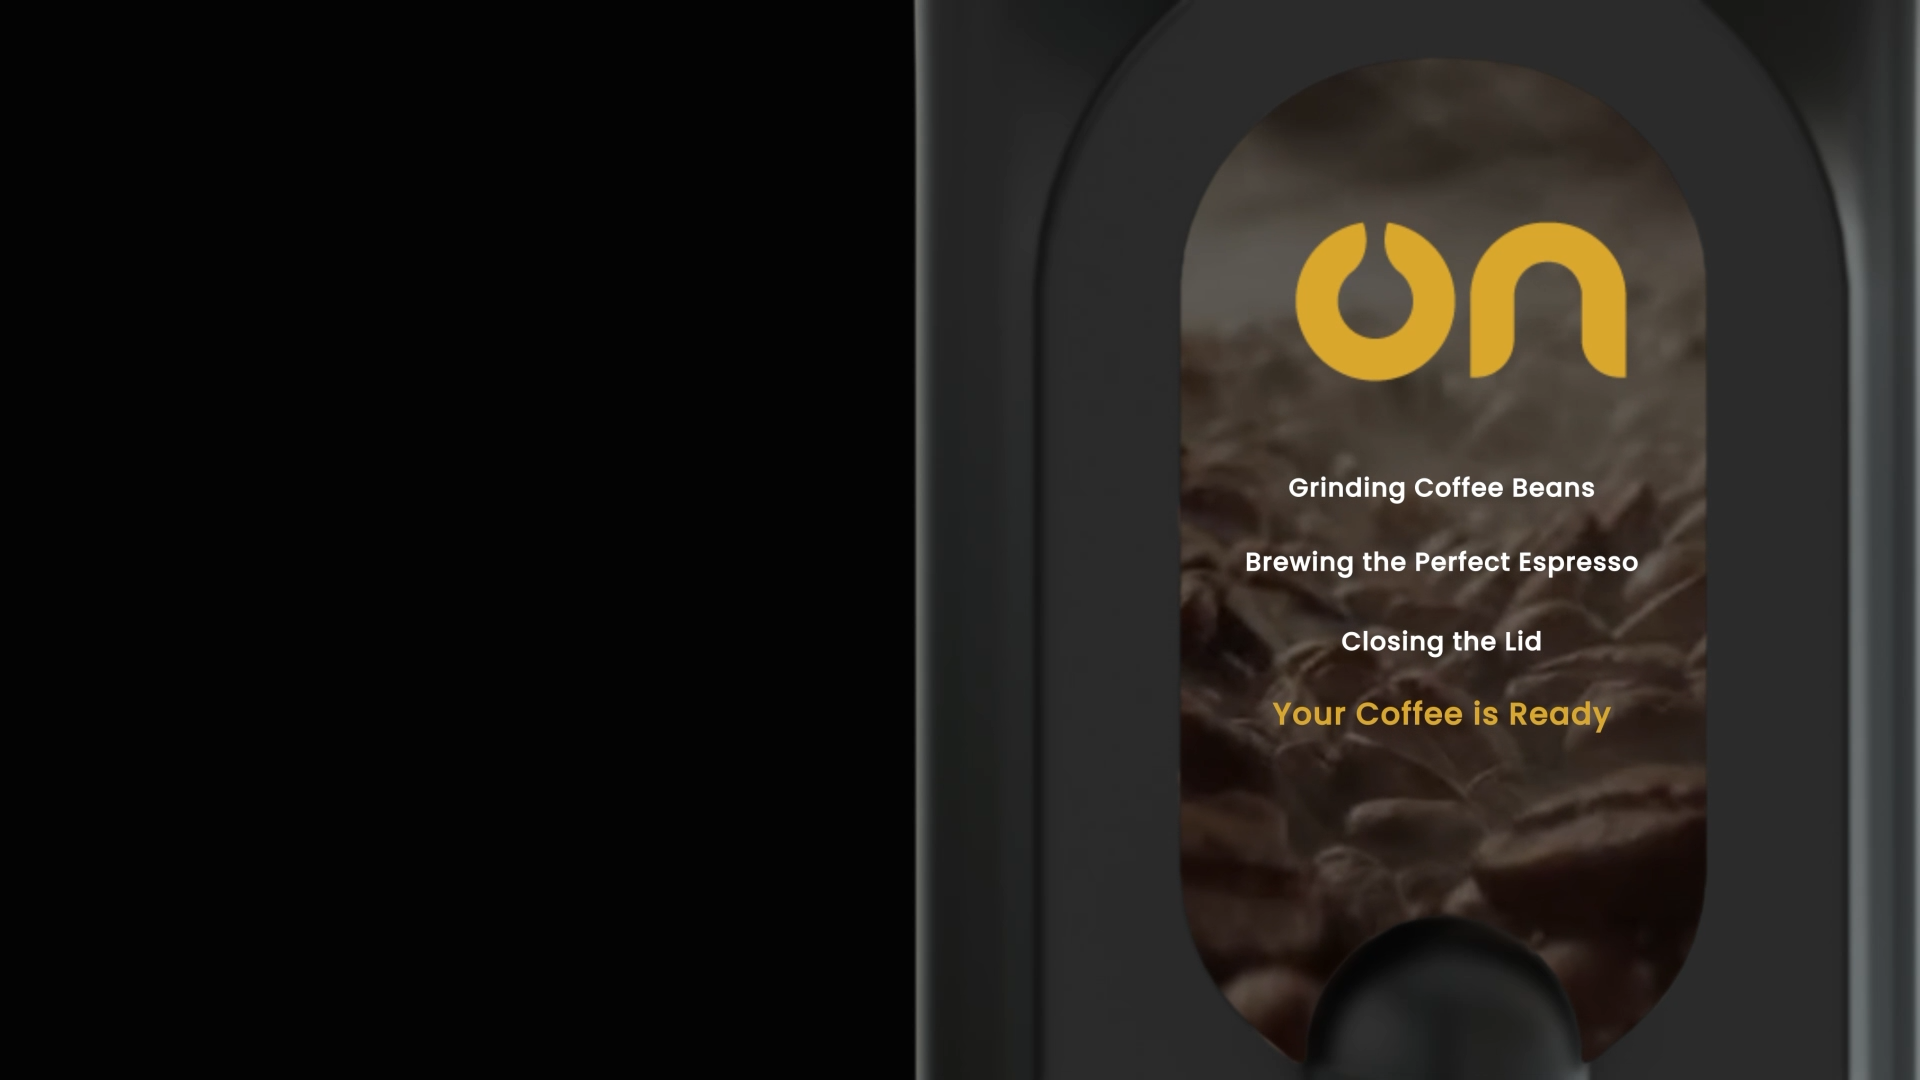 on
Grinding Coffee Beans
Brewing the Perfect Espresso
Closing the Lid
Your Coffee is Ready